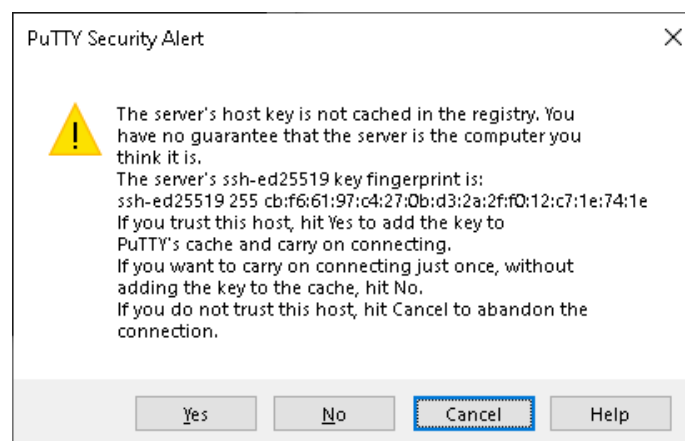 PuTTY Security Alert
The server's host key is not cached in the registry. You
have no guarantee that the server is the computer you
think it is.
The server's ssh-ed25519 key fingerprint is:
ssh-ed25519 255 cb:f6:61:97:c4:27:0b:d3:2a:2f:f0:12:c7:1e:74:1e
If you trust this host, hit Yes to add the key to
PuTTY's cache and carry on connecting.
If you want to carry on connecting just once, without
adding the key to the cache, hit No.
If you do not trust this host, hit Cancel to abandon the
connection.
Yes No Cancel Help